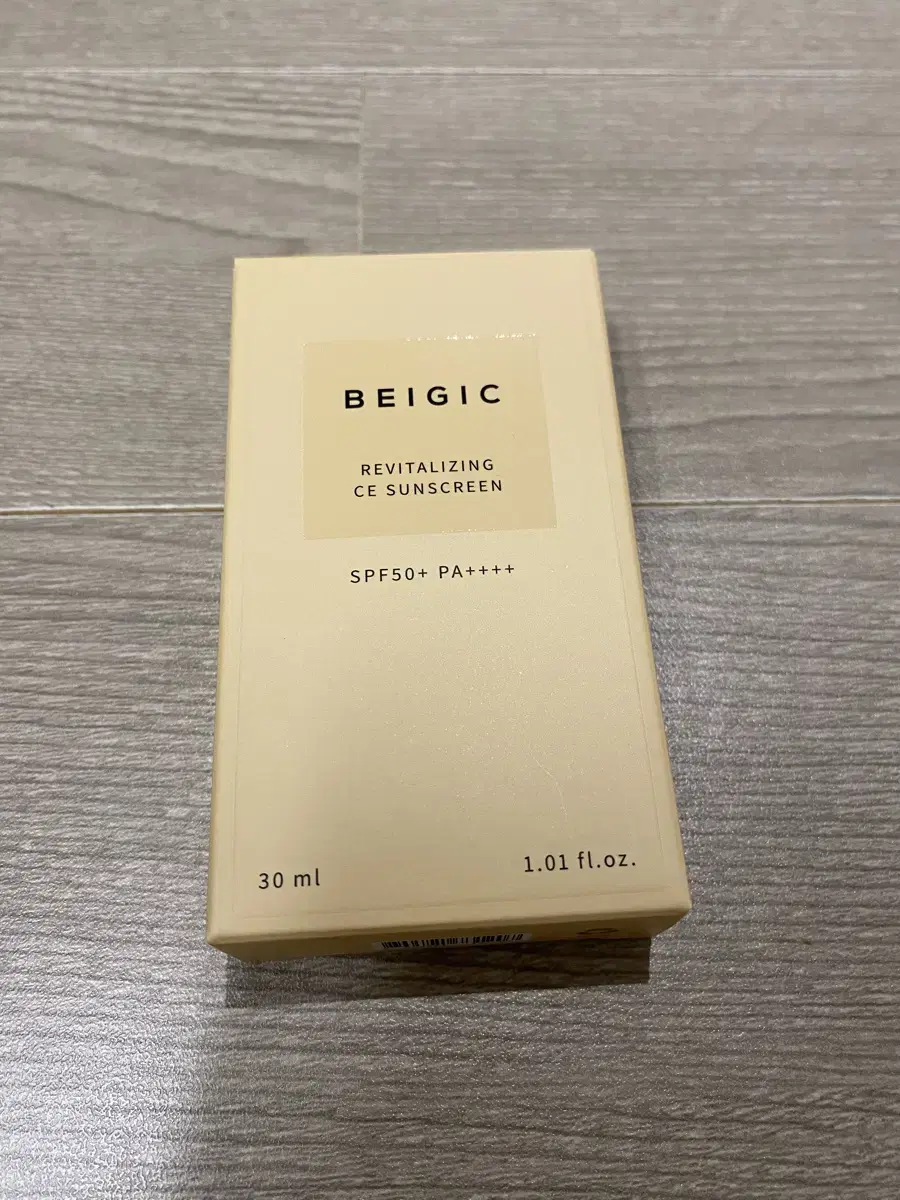 BEIGIC
REVITALIZING
CE SUNSCREEN
SPF50+ PA++++
30 ml
1.01 fl.oz.